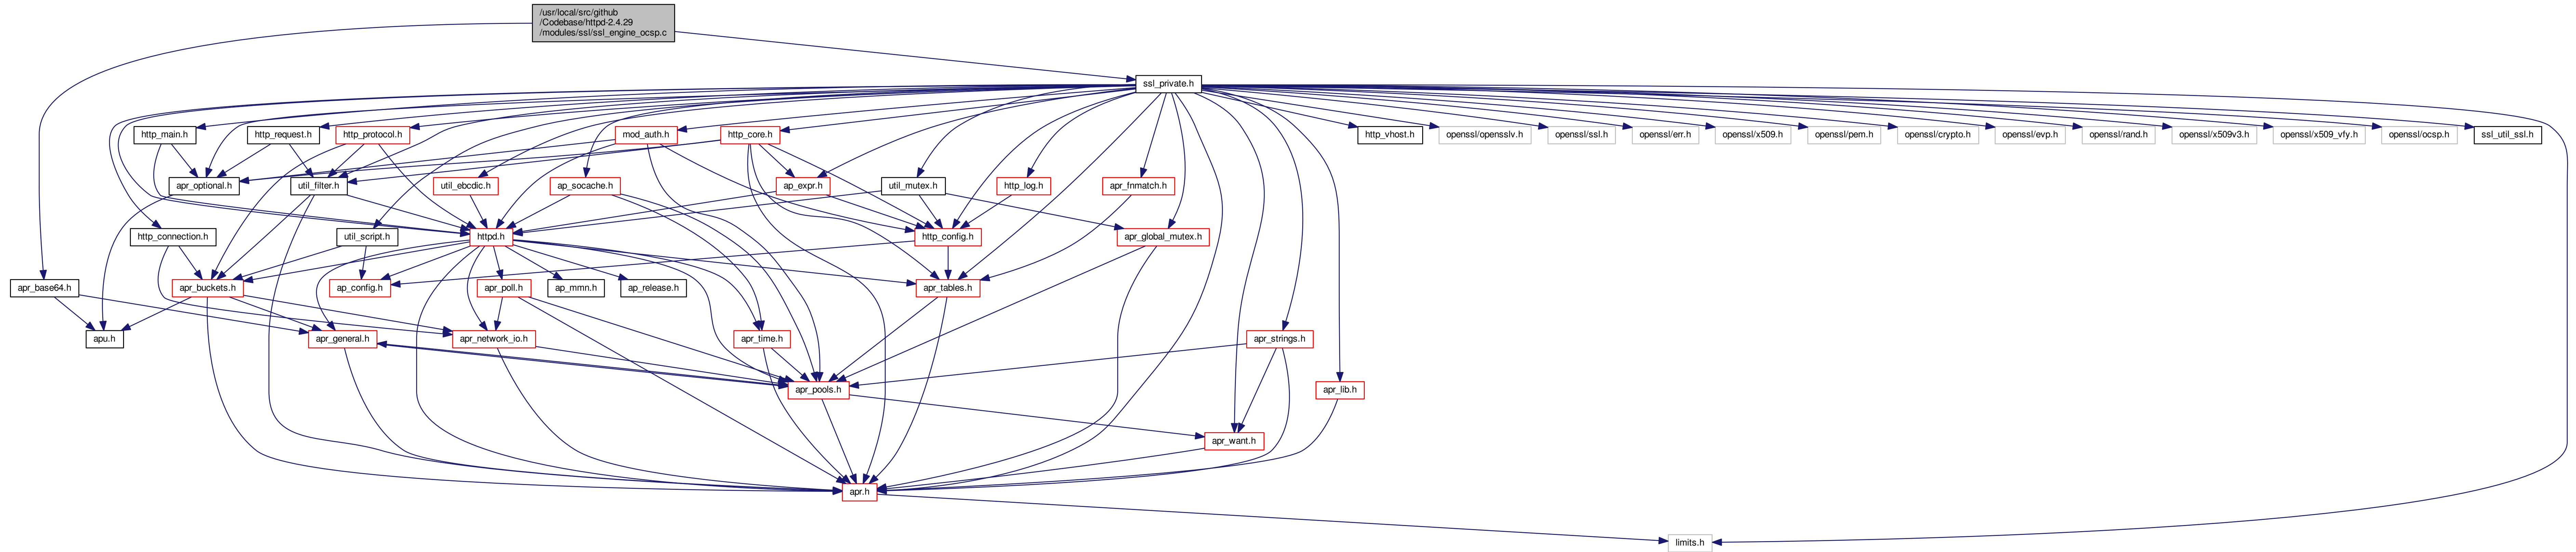 /usr/local/src/github
/Codebase/httpd-2.4.29
/modules/ssl/ssl_engine_ocsp.c
ssl_private.h
http_main.h
http_request.h
http_protocol.h
mod_auth.h
http_core.h
http_vhost.h
openssl/opensslv.h
openssl/ssl.h
openssl/err.h
openssl/x509.h
openssl/pem.h
openssl/crypto.h
openssl/evp.h
openssl/rand.h
openssl/x509v3.h
openssl/x509_vfy.h
openssl/ocsp.h
ssl_util_ssl.h
apr_optional.h
util_filter.h
util_ebcdic.h
ap_socache.h
ap_expr.h
util_mutex.h
http_log.h
apr_fnmatch.h
http_connection.h
util_script.h
httpd.h
http_config.h
apr_global_mutex.h
apr_base64.h
apr_buckets.h
ap_config.h
apr_poll.h
ap_mmn.h
ap_release.h
apr_tables.h
apu.h
apr_general.h
apr_network_io.h
apr_time.h
apr_strings.h
apr_pools.h
apr_lib.h
apr_want.h
apr.h
limits.h